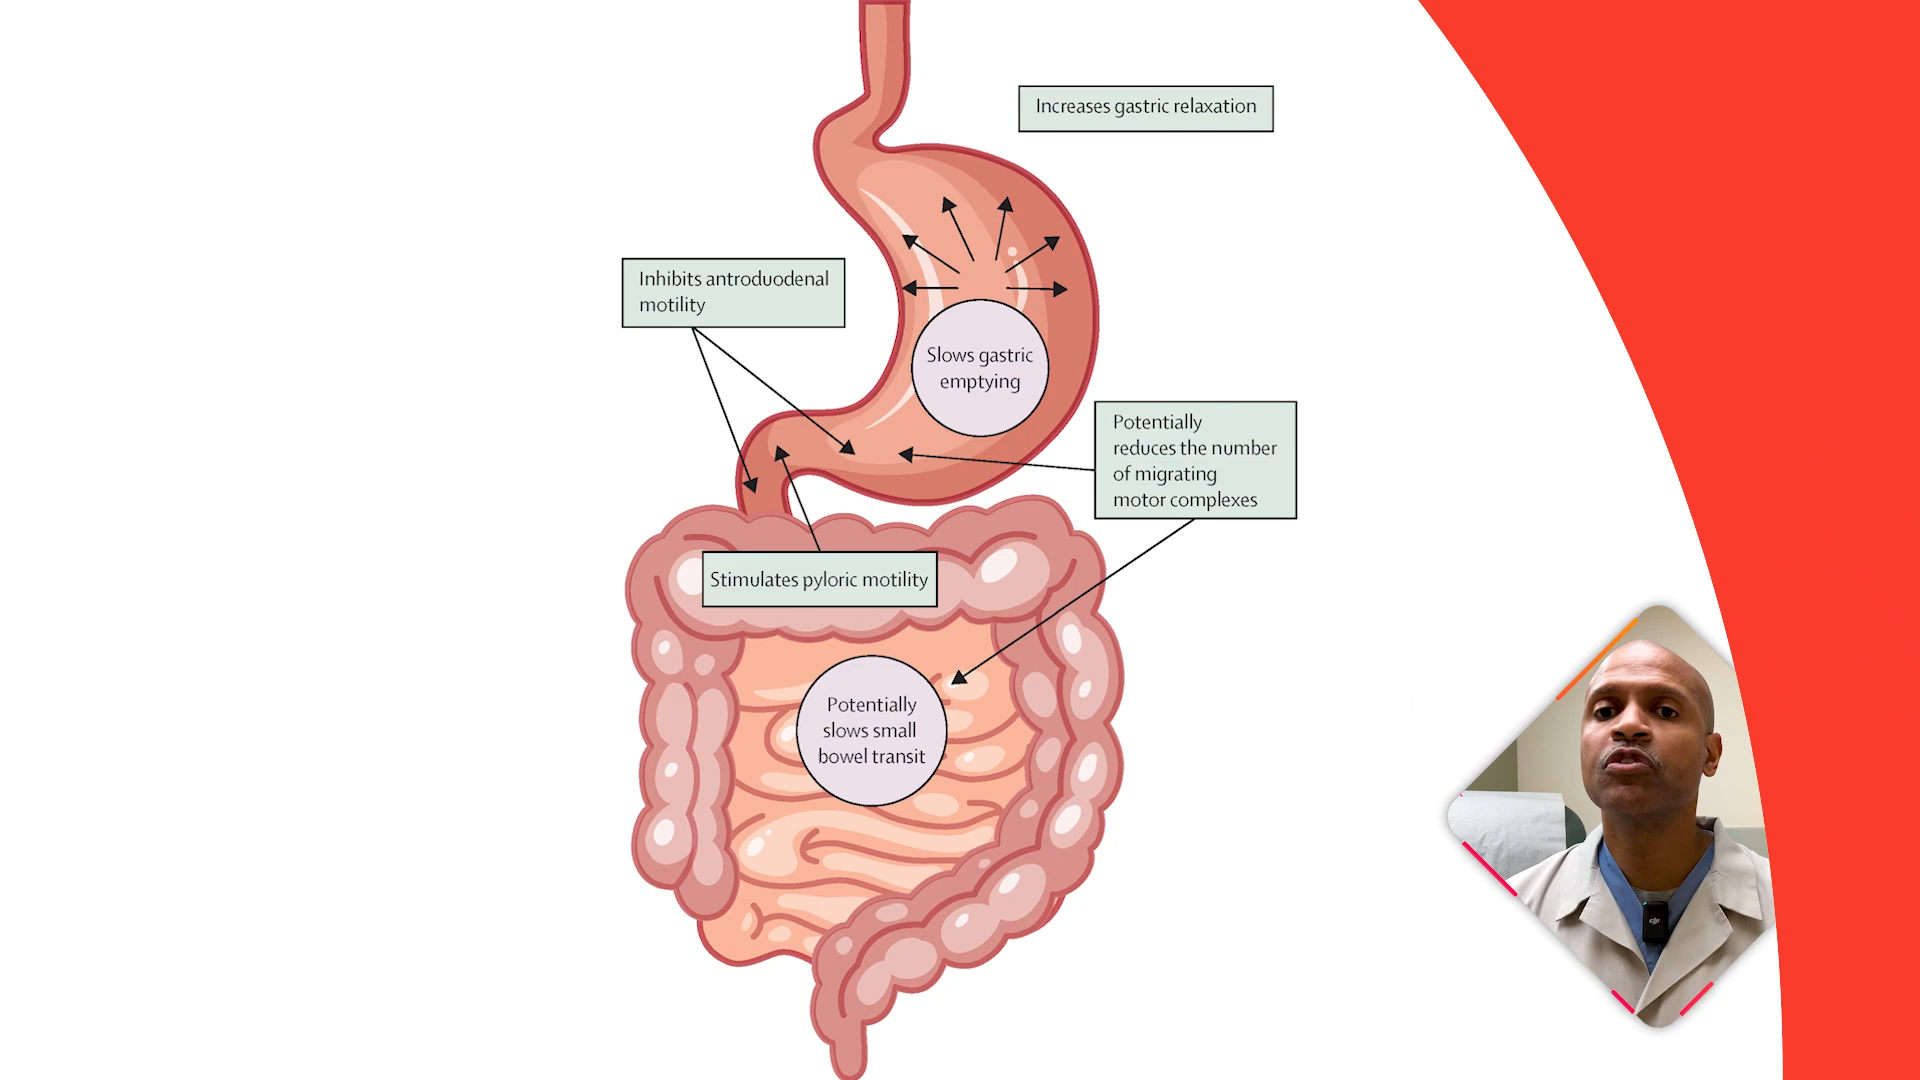 Increases gastric relaxation
Inhibits antroduodenal
motility
Slows gastric
emptying
Potentially
reduces the number
of migrating
motor complexes
Stimulates pyloric motility
Potentially
slows small
bowel transit
dji